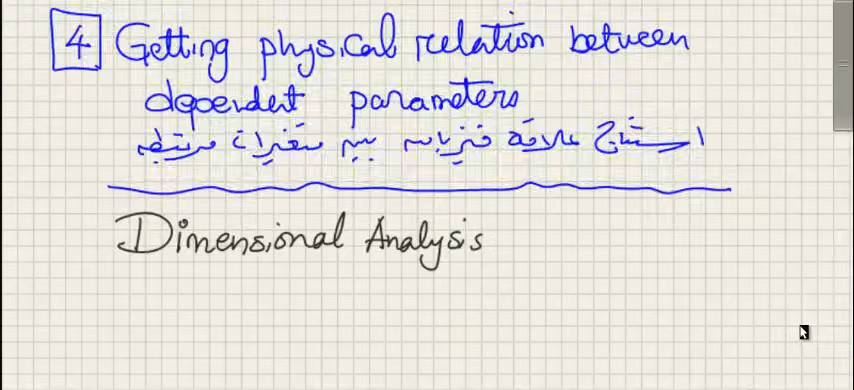 4 Getting physical relation between
dependent parameters
استنتاج علاقة فيزيائية بين متغيرات مرتبطة
Dimensional Analysis